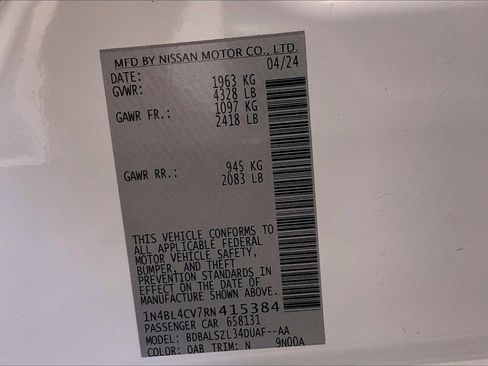 MFD BY NISSAN MOTOR CO., LTD.
DATE: 04/24
GVWR: 1963 KG
4328 LB
GAWR FR.: 1097 KG
2418 LB
GAWR RR.: 945 KG
2083 LB
THIS VEHICLE CONFORMS TO
ALL APPLICABLE FEDERAL
MOTOR VEHICLE SAFETY,
BUMPER, AND THEFT
PREVENTION STANDARDS IN
EFFECT ON THE DATE OF
MANUFACTURE SHOWN ABOVE.
1N4BL4CV7RN415384
PASSENGER CAR 658131
MODEL: BDBALSZL34DUAF--AA
COLOR: QAB TRIM: N 9N00A